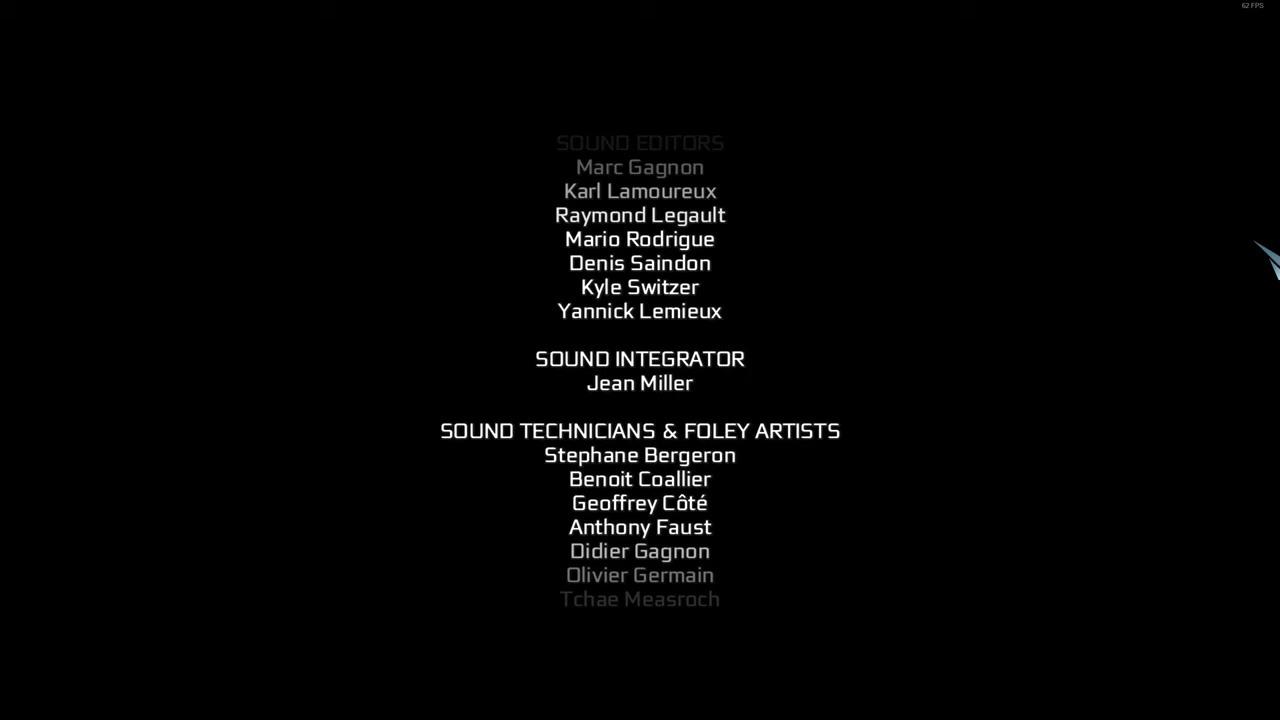 62 FPS
SOUND EDITORS
Marc Gagnon
Karl Lamoureux
Raymond Legault
Mario Rodrigue
Denis Saindon
Kyle Switzer
Yannick Lemieux
SOUND INTEGRATOR
Jean Miller
SOUND TECHNICIANS & FOLEY ARTISTS
Stephane Bergeron
Benoit Coallier
Geoffrey Côté
Anthony Faust
Didier Gagnon
Olivier Germain
Tchae Measroch